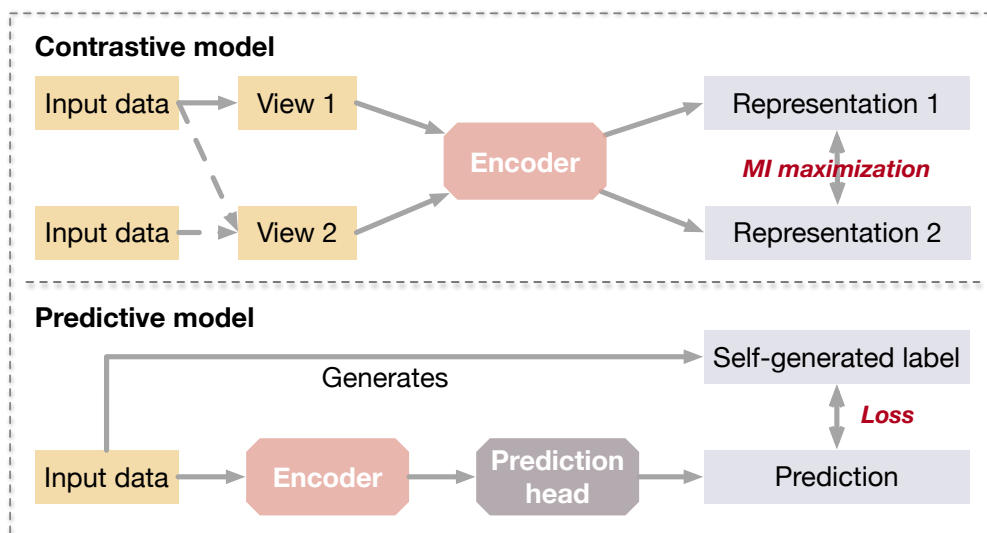 Contrastive model
Input data
View 1
Representation 1
Encoder
MI maximization
Input data
View 2
Representation 2
Predictive model
Self-generated label
Generates
Loss
Input data
Encoder
Prediction
head
Prediction